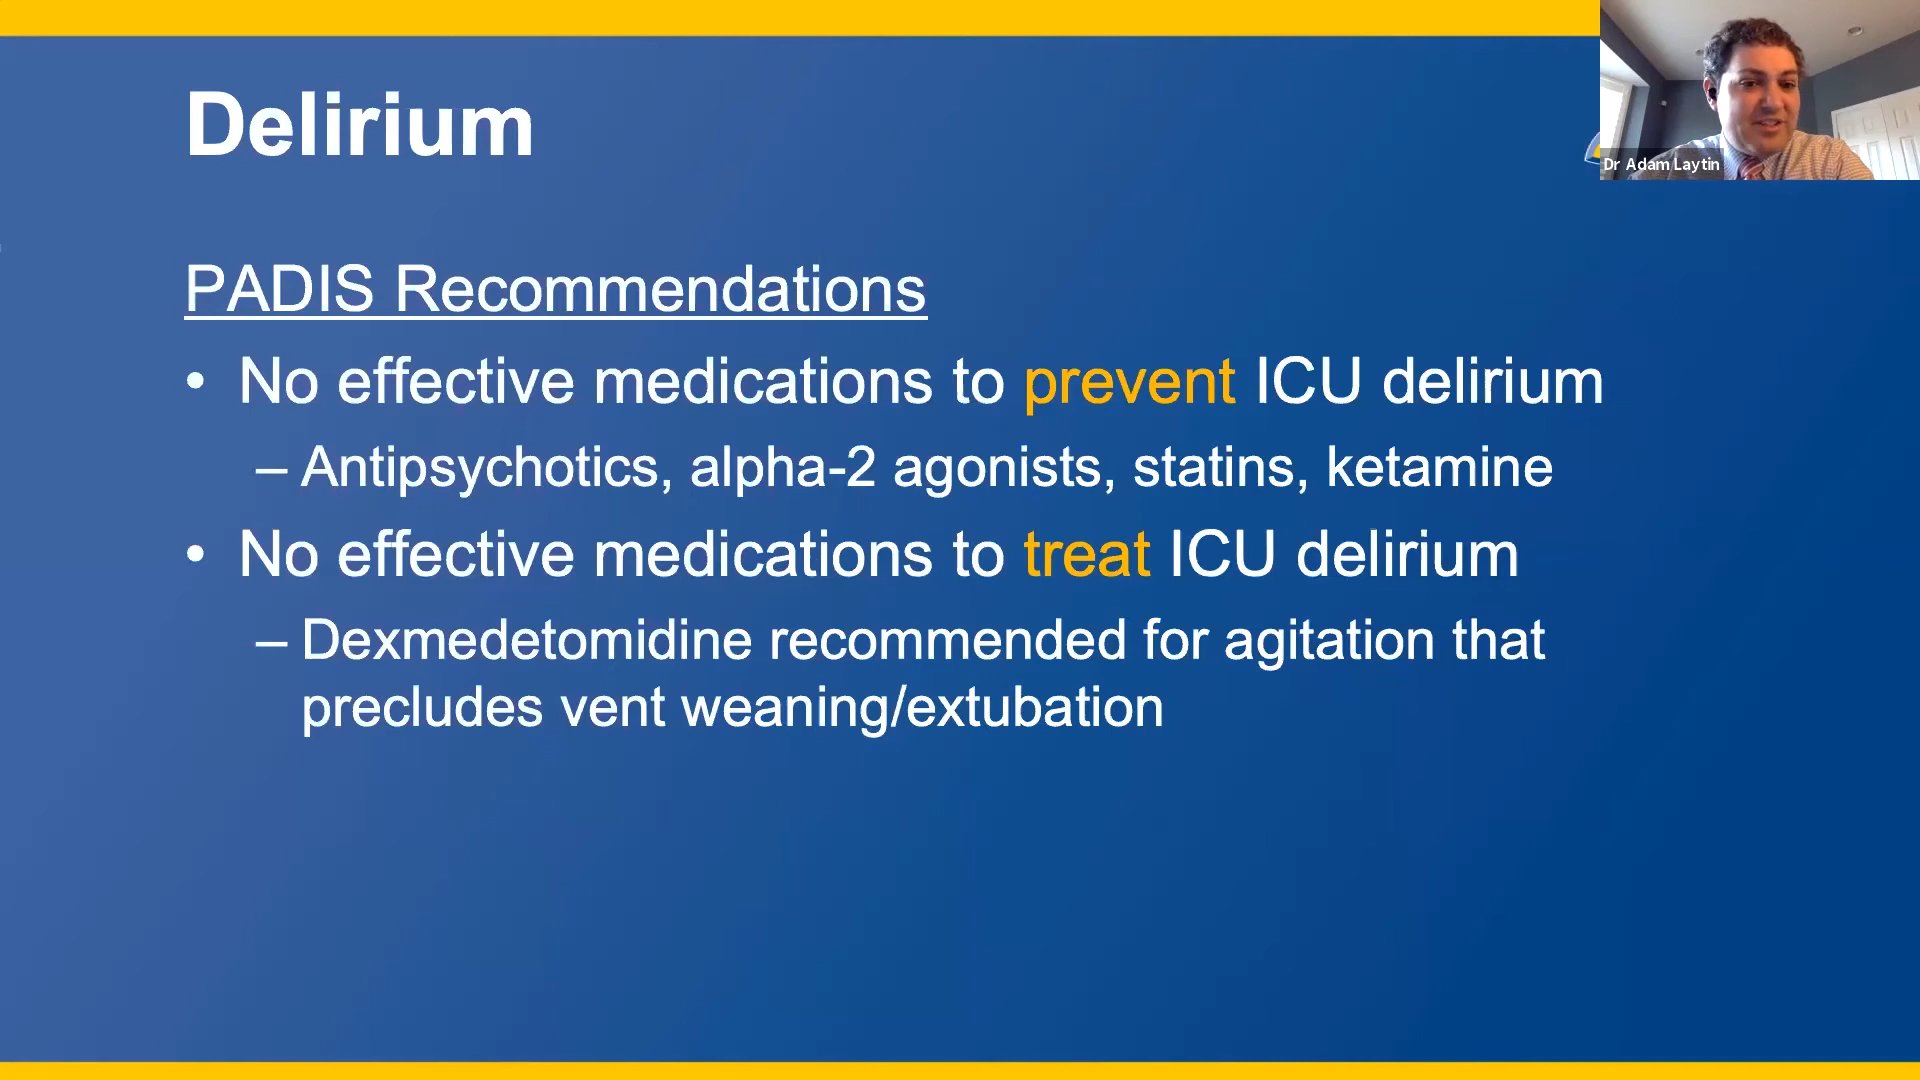 Delirium
Dr Adam Laytin
PADIS Recommendations
• No effective medications to prevent ICU delirium
– Antipsychotics, alpha-2 agonists, statins, ketamine
• No effective medications to treat ICU delirium
– Dexmedetomidine recommended for agitation that
precludes vent weaning/extubation